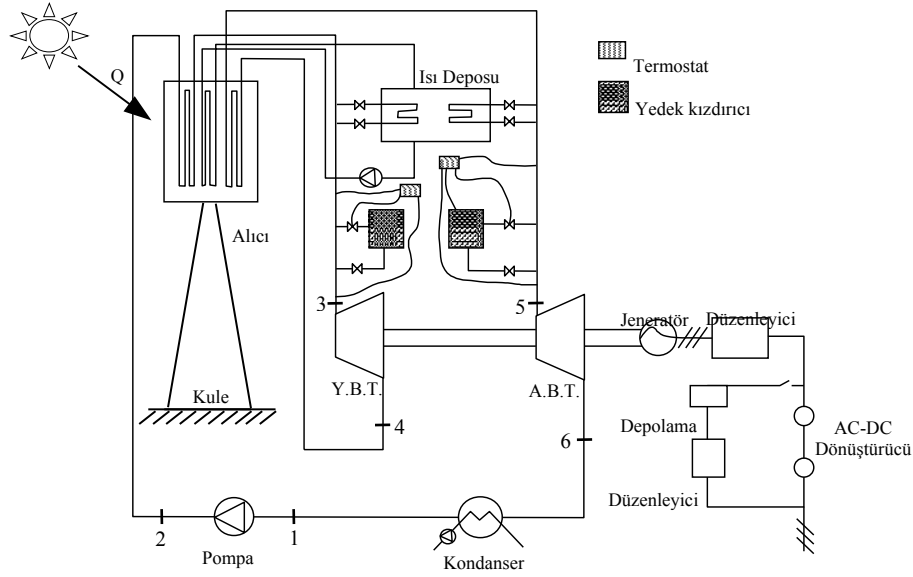 Q
Isı Deposu
Termostat
Yedek kızdırıcı
Alıcı
3
5
Jeneratör
Düzenleyici
Kule
Y.B.T.
A.B.T.
4
6
Depolama
AC-DC
Dönüştürücü
Düzenleyici
2
1
Pompa
Kondanser